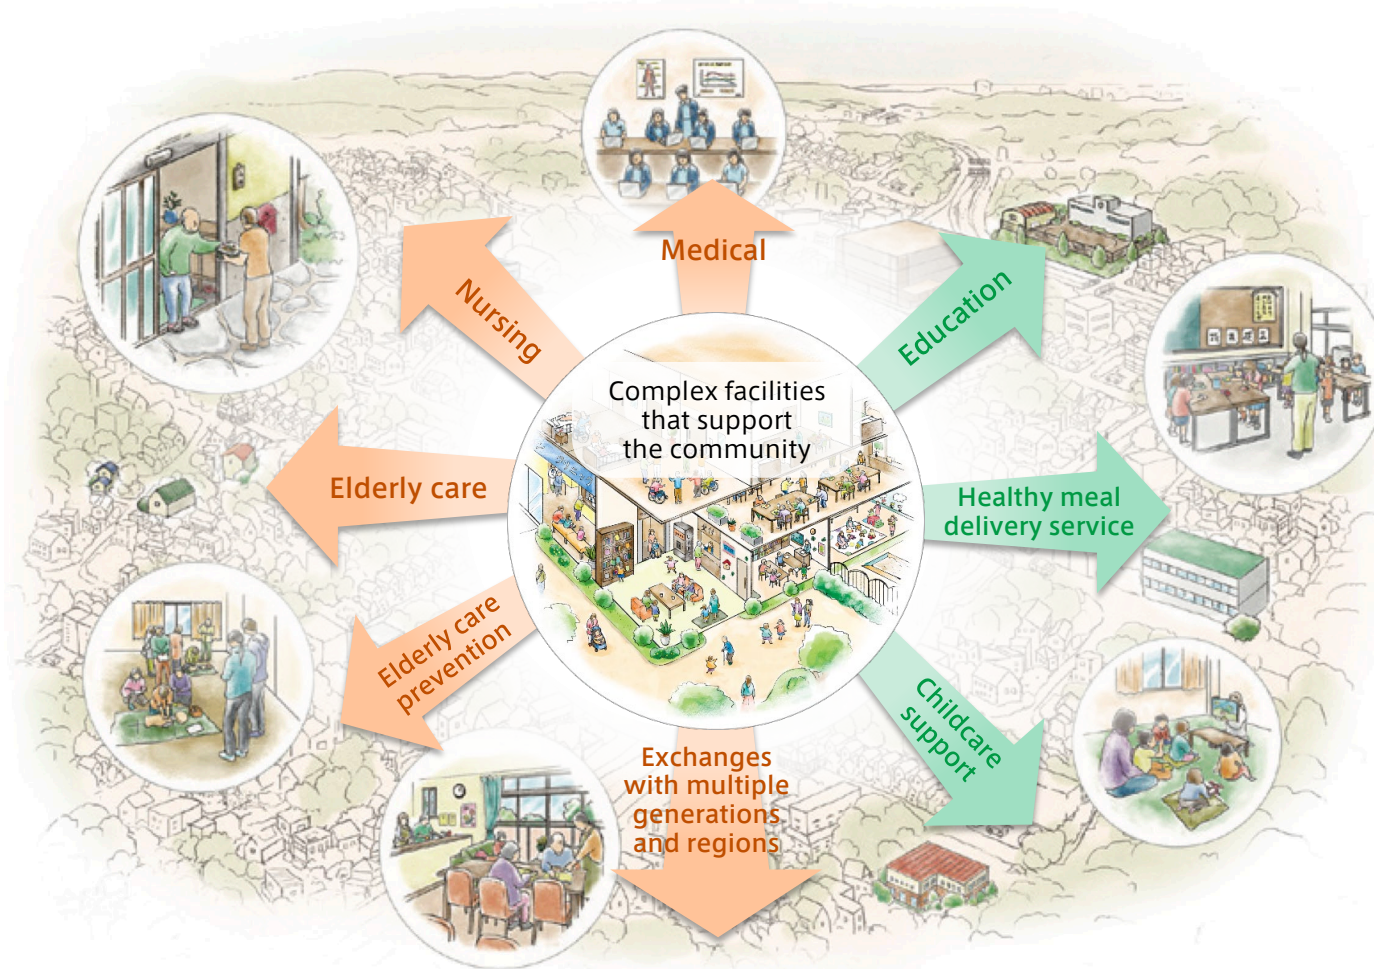 Medical
Nursing
Education
Complex facilities
that support
the community
Elderly care
Healthy meal
delivery service
Elderly care
prevention
Childcare
support
Exchanges
with multiple
generations
and regions